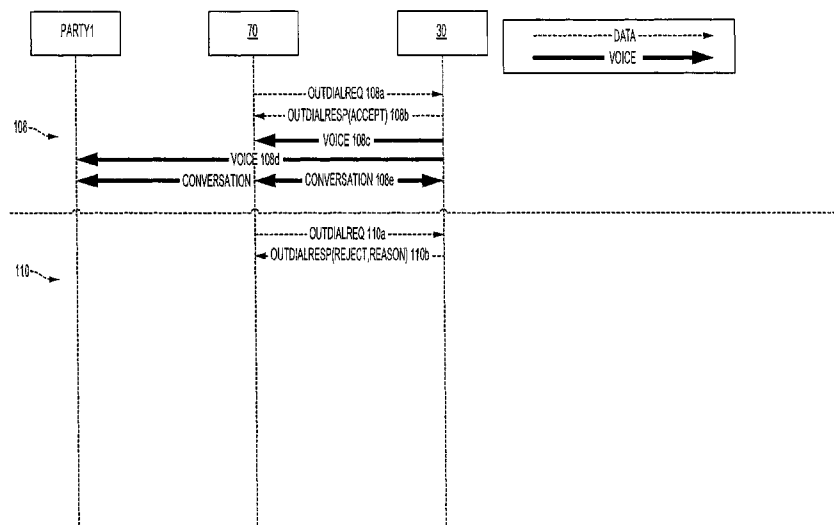 PARTY1
70
30
DATA
VOICE
OUTDIALREQ 108a
OUTDIALRESP(ACCEPT) 108b
108
VOICE 108c
VOICE 108d
CONVERSATION
CONVERSATION 108e
OUTDIALREQ 110a
OUTDIALRESP(REJECT,REASON) 110b
110